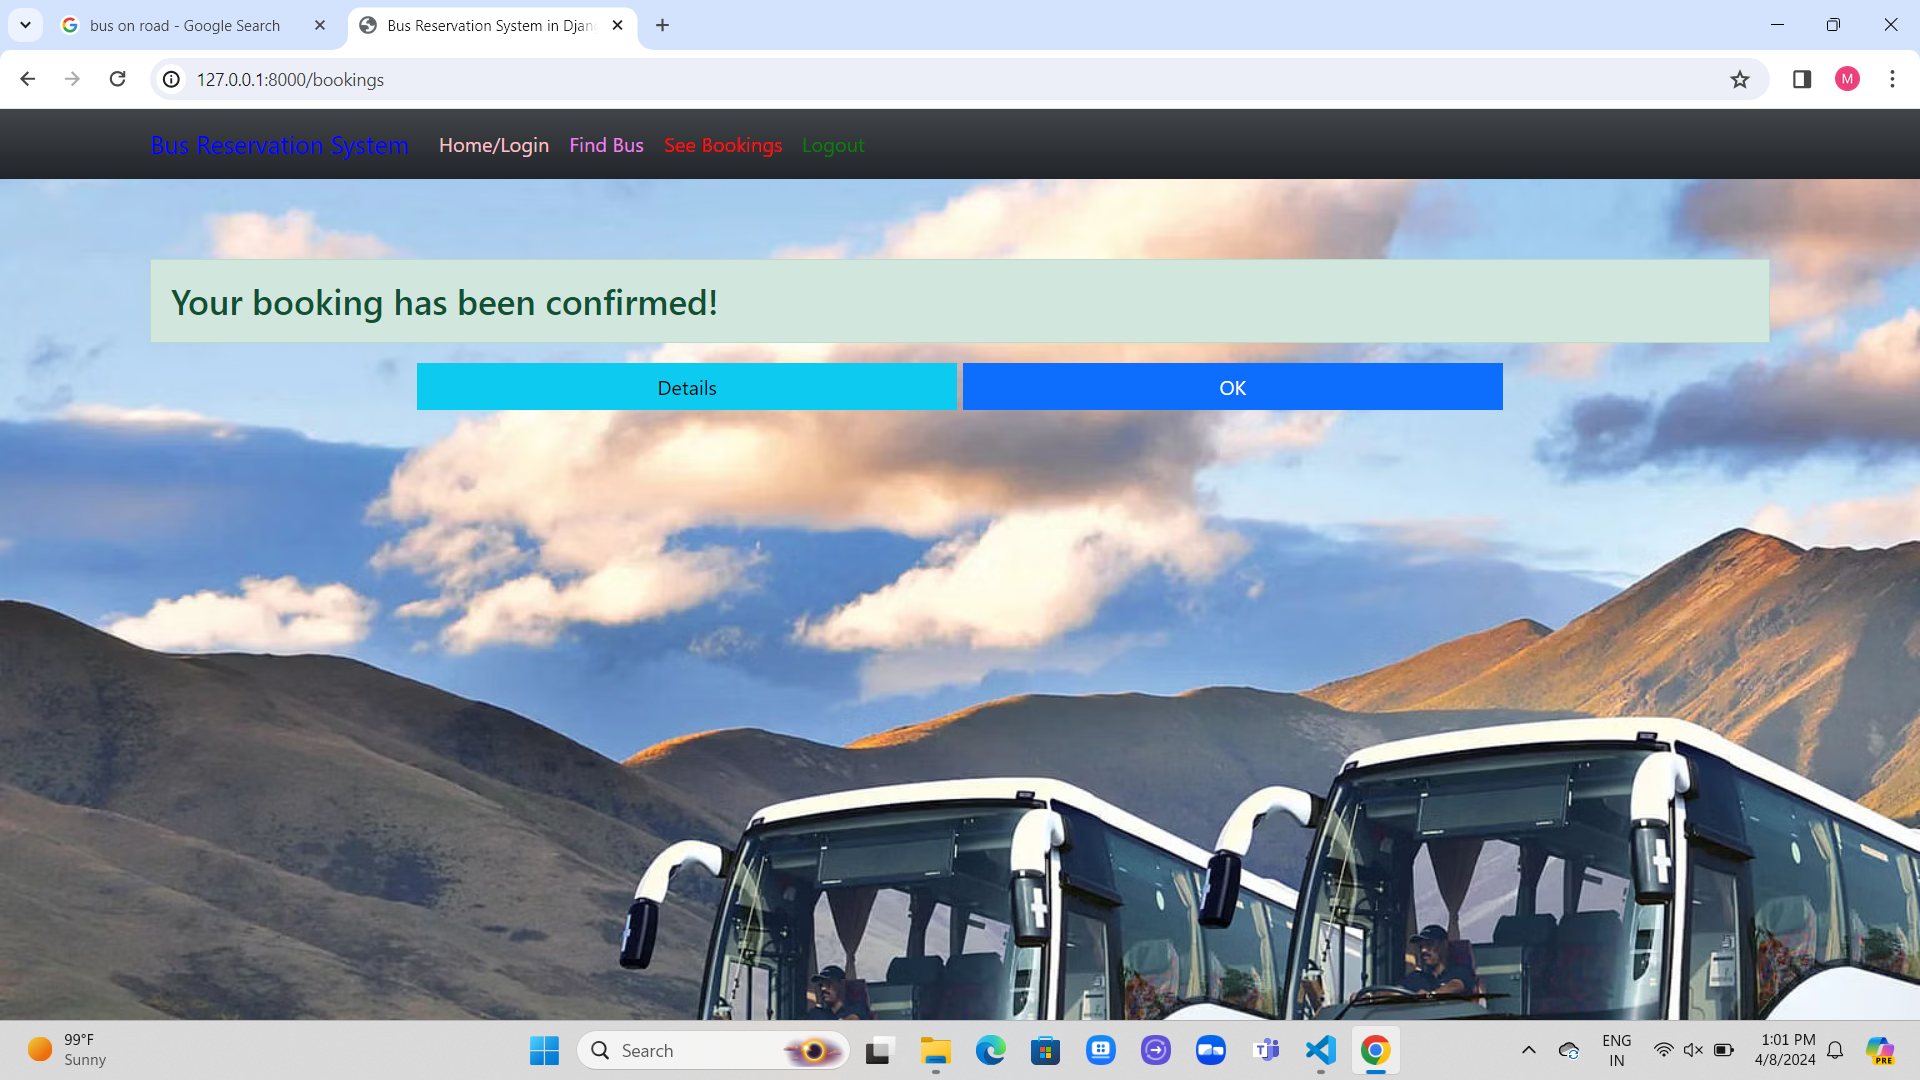 bus on road - Google Search
Bus Reservation System in Djan
127.0.0.1:8000/bookings
M
Bus Reservation System
Home/Login
Find Bus
See Bookings
Logout
Your booking has been confirmed!
Details
OK
99°F
Sunny
Search
ENG
IN
1:01 PM
4/8/2024
PRE